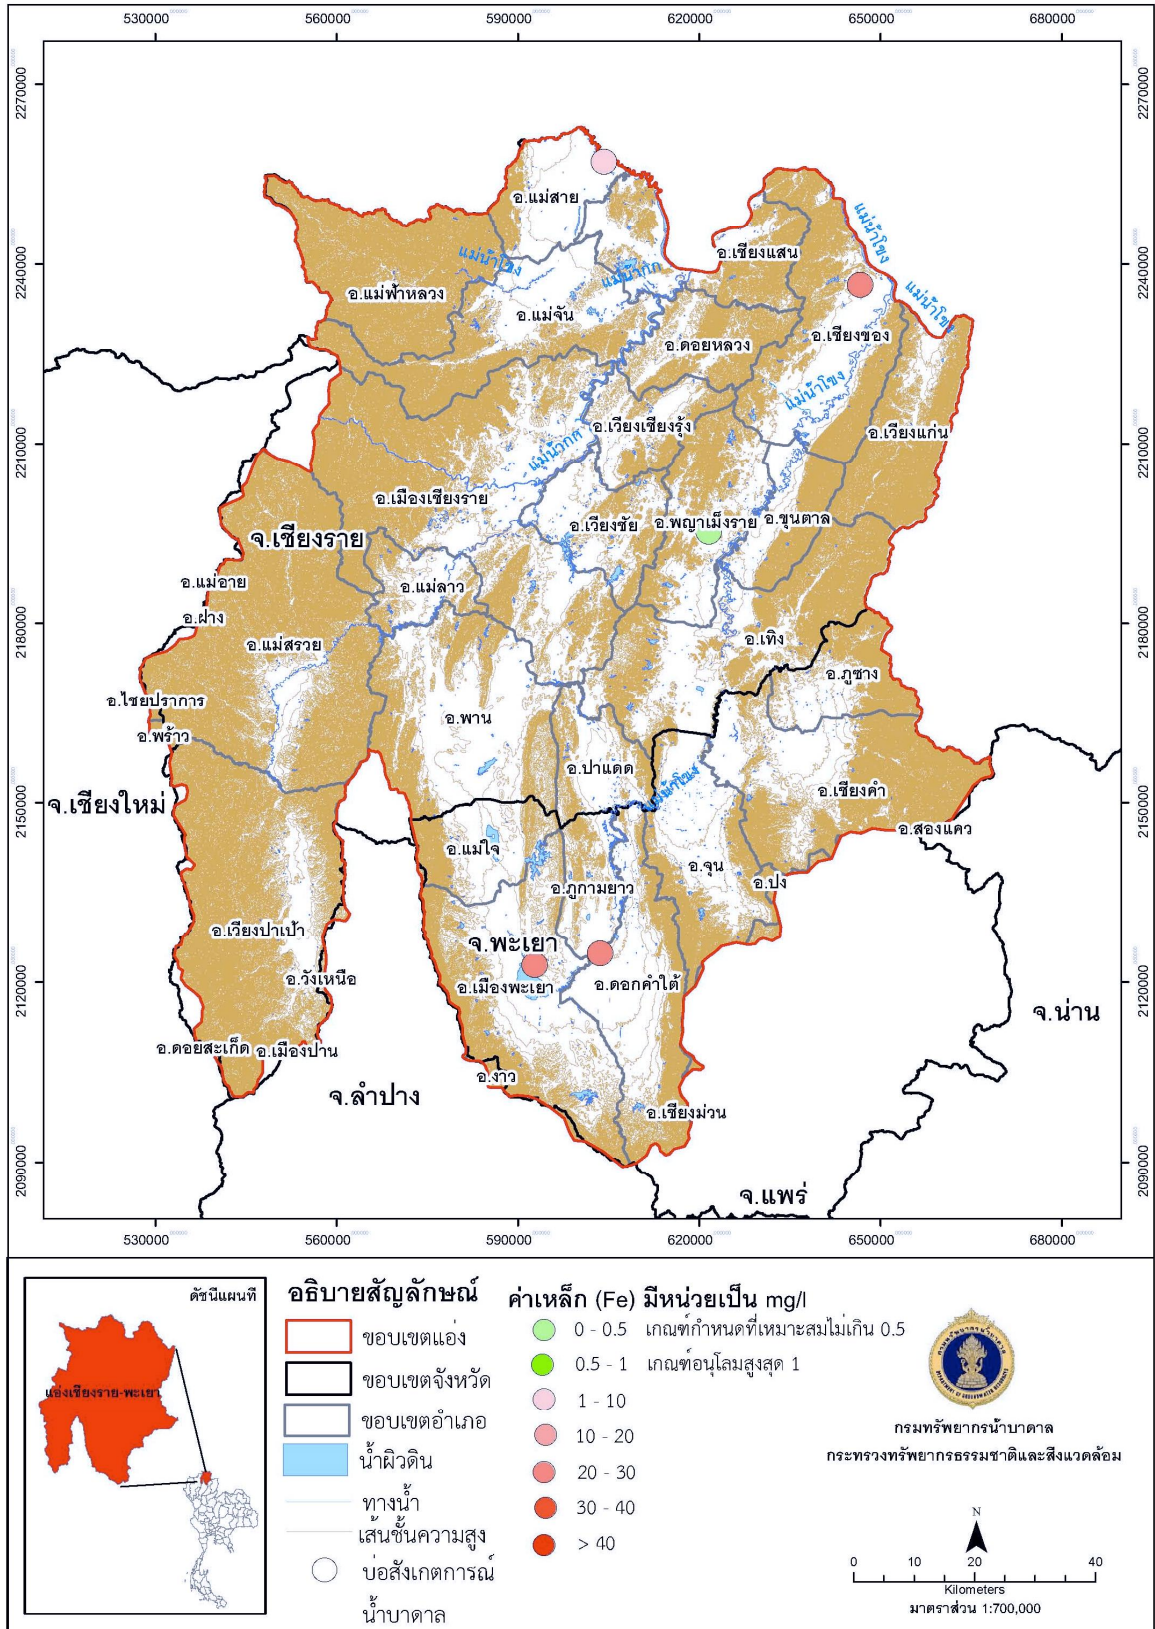 530000 560000 590000 620000 650000 680000
2270000 2270000
2240000 2240000
2210000 2210000
2180000 2180000
2150000 2150000
2120000 2120000
2090000 2090000
อ.แม่สาย
แม่น้ำโขง
อ.เชียงแสน
แม่น้ำโขง
แม่น้ำกก
อ.แม่ฟ้าหลวง
แม่น้ำโขง
อ.แม่จัน
อ.เชียงของ
อ.ดอยหลวง
แม่น้ำโขง
อ.เวียงเชียงรุ้ง
อ.เวียงแก่น
แม่น้ำกก
อ.เมืองเชียงราย
อ.เวียงชัย
อ.พญาเม็งราย
อ.ขุนตาล
จ.เชียงราย
อ.แม่อาย
อ.แม่ลาว
อ.ฝาง
อ.แม่สรวย
อ.เทิง
อ.ภูซาง
อ.ไชยปราการ
อ.พาน
อ.พร้าว
อ.ป่าแดด
แม่น้ำโขง
จ.เชียงใหม่
อ.เชียงคำ
อ.สองแคว
อ.แม่ใจ
อ.จุน
อ.ปง
อ.ภูกามยาว
อ.เวียงป่าเป้า
จ.พะเยา
อ.วังเหนือ
อ.เมืองพะเยา
อ.ดอกคำใต้
จ.น่าน
อ.ดอยสะเก็ด
อ.เมืองปาน
อ.งาว
จ.ลำปาง
อ.เชียงม่วน
จ.แพร่
530000 560000 590000 620000 650000 680000
ดัชนีแผนที่
แอ่งเชียงราย-พะเยา
อธิบายสัญลักษณ์
ขอบเขตแอ่ง
ขอบเขตจังหวัด
ขอบเขตอำเภอ
น้ำผิวดิน
ทางน้ำ
เส้นชั้นความสูง
บ่อสังเกตการณ์
น้ำบาดาล
ค่าเหล็ก (Fe) มีหน่วยเป็น mg/l
0 - 0.5 เกณฑ์กำหนดที่เหมาะสมไม่เกิน 0.5
0.5 - 1 เกณฑ์อนุโลมสูงสุด 1
1 - 10
10 - 20
20 - 30
30 - 40
> 40
กรมทรัพยากรน้ำบาดาล
กระทรวงทรัพยากรธรรมชาติและสิ่งแวดล้อม
N
0 10 20 40
Kilometers
มาตราส่วน 1:700,000